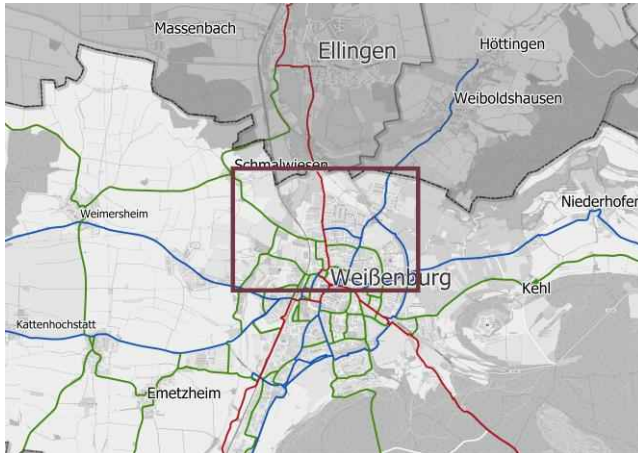 Massenbach
Ellingen
Höttingen
Weiboldshausen
Schmalwiesen
Niederhofen
Weimersheim
Weißenburg
Kehl
Kattenhochstatt
Emetzheim